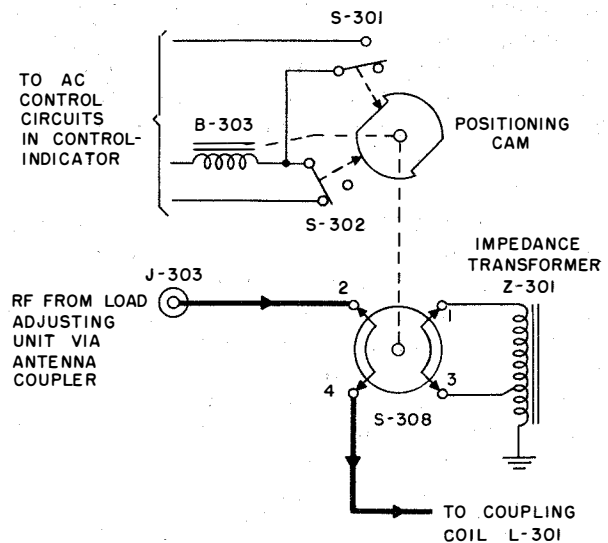 S-301
TO AC
CONTROL
CIRCUITS
IN CONTROL-
INDICATOR
B-303
POSITIONING
CAM
S-302
J-303
IMPEDANCE
TRANSFORMER
Z-301
RF FROM LOAD
ADJUSTING
UNIT VIA
ANTENNA
COUPLER
2
1
4
3
S-308
TO COUPLING
COIL L-301